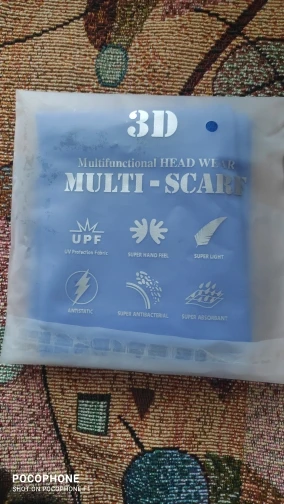 3D
Multifunctional HEAD WEAR
MULTI - SCARF
UPF
UV Protection Fabric
SUPER HAND FEEL
SUPER LIGHT
SUPER ANTIBACTERIAL
SUPER ABSORBENT
POCOPHONE
SHOT ON POCOPHONE F1